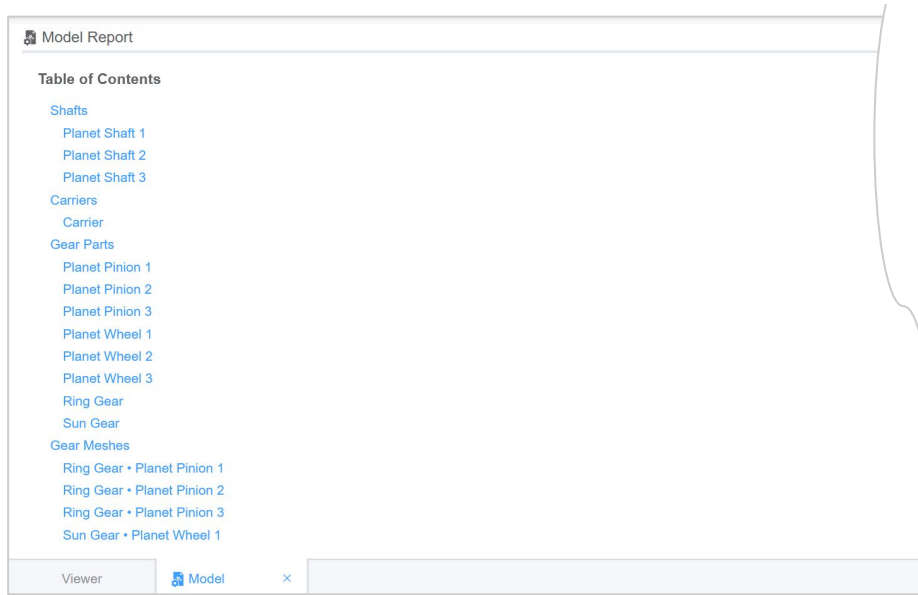 Model Report
Table of Contents
Shafts
Planet Shaft 1
Planet Shaft 2
Planet Shaft 3
Carriers
Carrier
Gear Parts
Planet Pinion 1
Planet Pinion 2
Planet Pinion 3
Planet Wheel 1
Planet Wheel 2
Planet Wheel 3
Ring Gear
Sun Gear
Gear Meshes
Ring Gear • Planet Pinion 1
Ring Gear • Planet Pinion 2
Ring Gear • Planet Pinion 3
Sun Gear • Planet Wheel 1
Viewer Model ×